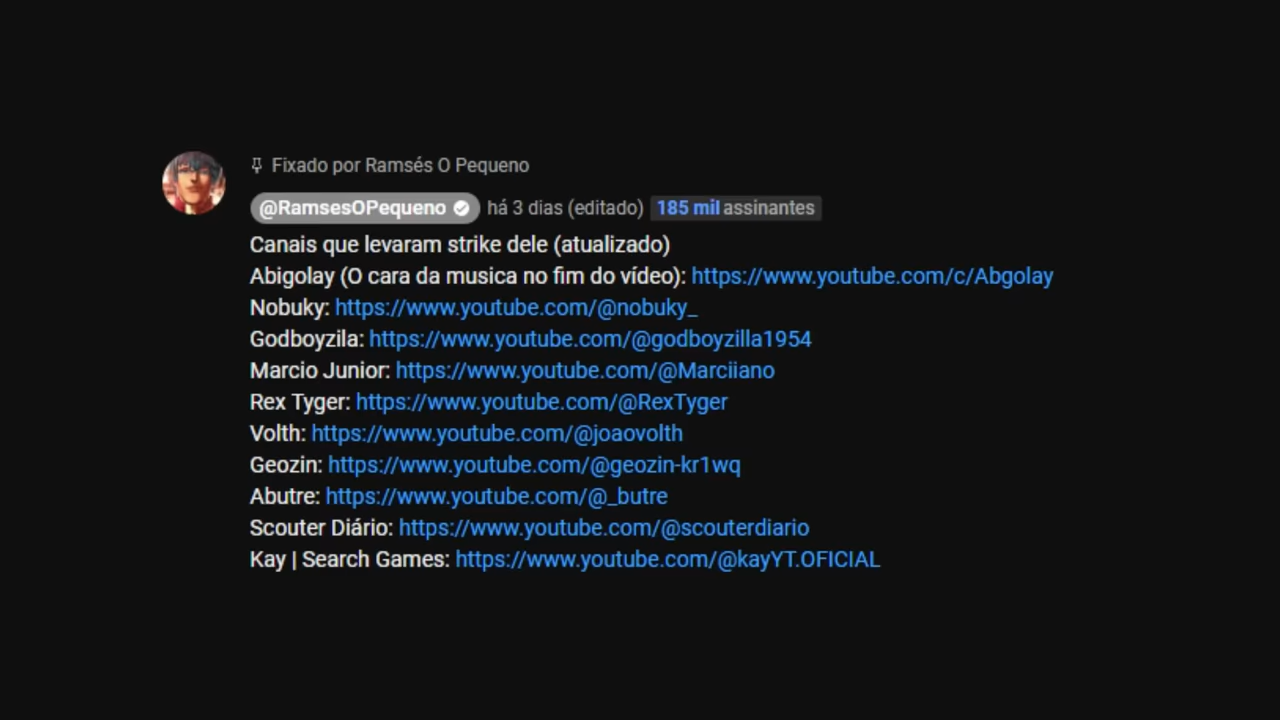 Fixado por Ramsés O Pequeno
@RamsesOPequeno há 3 dias (editado) 185 mil assinantes
Canais que levaram strike dele (atualizado)
Abigolay (O cara da musica no fim do vídeo): https://www.youtube.com/c/Abgolay
Nobuky: https://www.youtube.com/@nobuky_
Godboyzila: https://www.youtube.com/@godboyzilla1954
Marcio Junior: https://www.youtube.com/@Marciiano
Rex Tyger: https://www.youtube.com/@RexTyger
Volth: https://www.youtube.com/@joaovolth
Geozin: https://www.youtube.com/@geozin-kr1wq
Abutre: https://www.youtube.com/@_butre
Scouter Diário: https://www.youtube.com/@scouterdiario
Kay | Search Games: https://www.youtube.com/@kayYT.OFICIAL